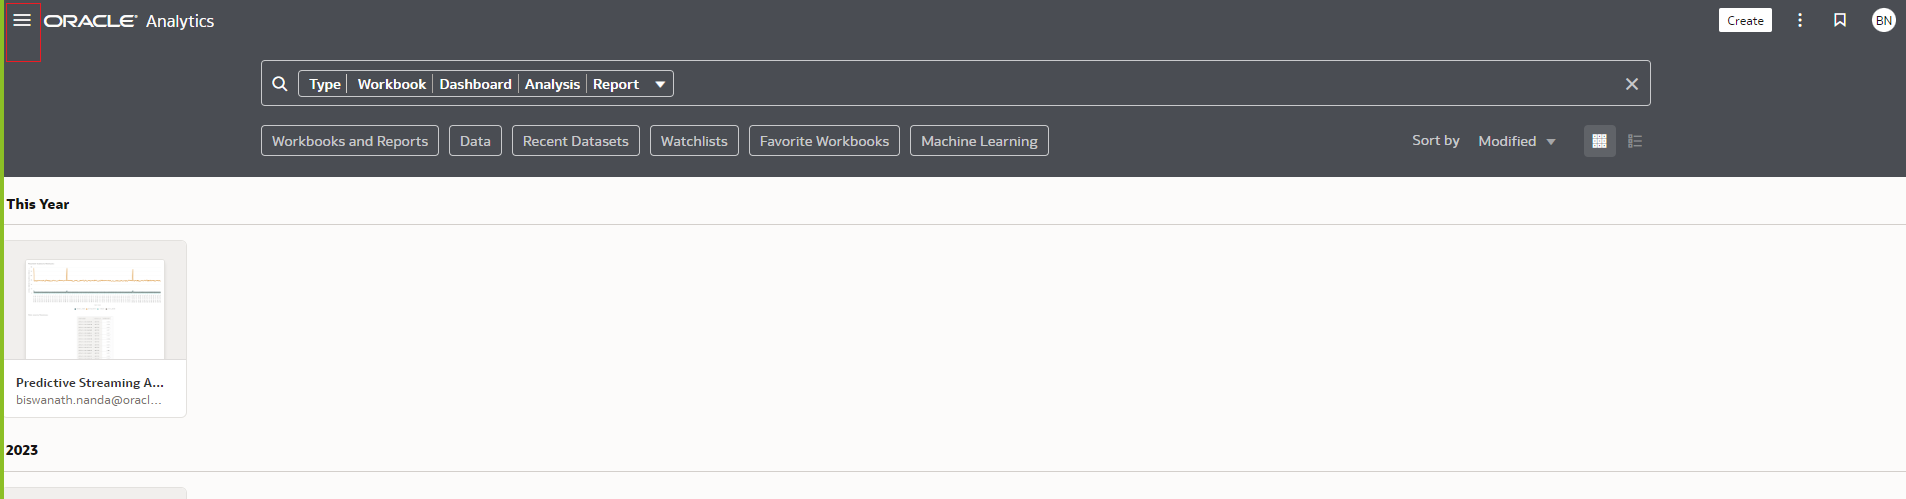 ORACLE® Analytics
Create
BN
Type Workbook Dashboard Analysis Report
Workbooks and Reports Data Recent Datasets Watchlists Favorite Workbooks Machine Learning
Sort by Modified
This Year
Predictive Streaming A...
biswanath.nanda@oracl...
2023